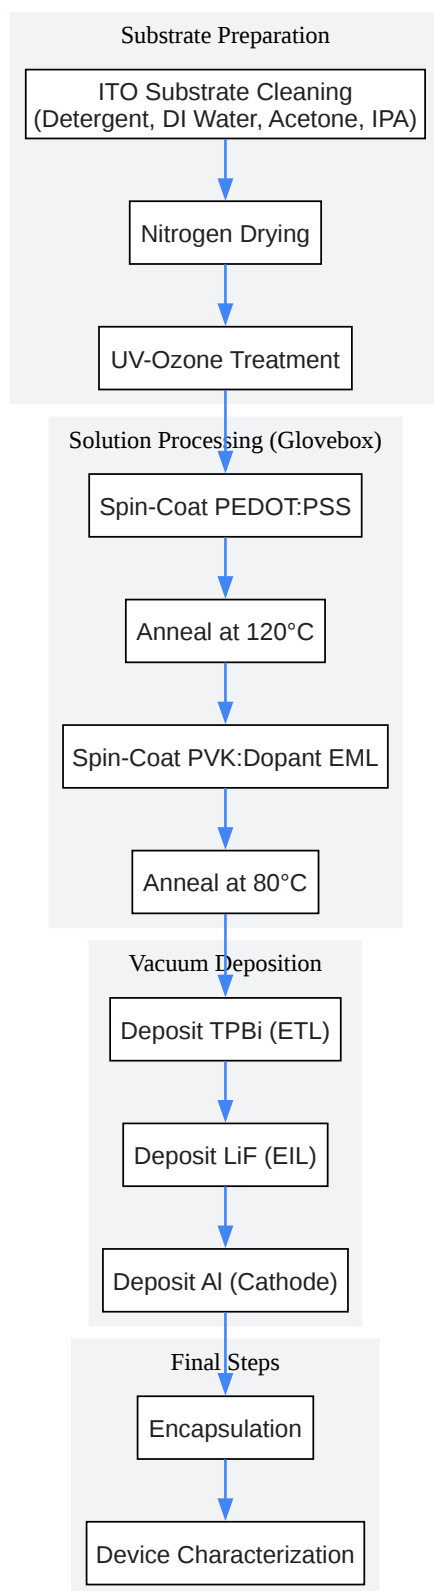 Substrate Preparation
ITO Substrate Cleaning
(Detergent, DI Water, Acetone, IPA)
Nitrogen Drying
UV-Ozone Treatment
Solution Processing (Glovebox)
Spin-Coat PEDOT:PSS
Anneal at 120°C
Spin-Coat PVK:Dopant EML
Anneal at 80°C
Vacuum Deposition
Deposit TPBi (ETL)
Deposit LiF (EIL)
Deposit Al (Cathode)
Final Steps
Encapsulation
Device Characterization